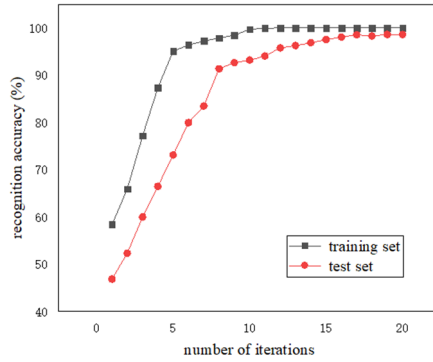 100
90
80
70
60
50
40
recognition accuracy (%)
training set
test set
0 5 10 15 20
number of iterations